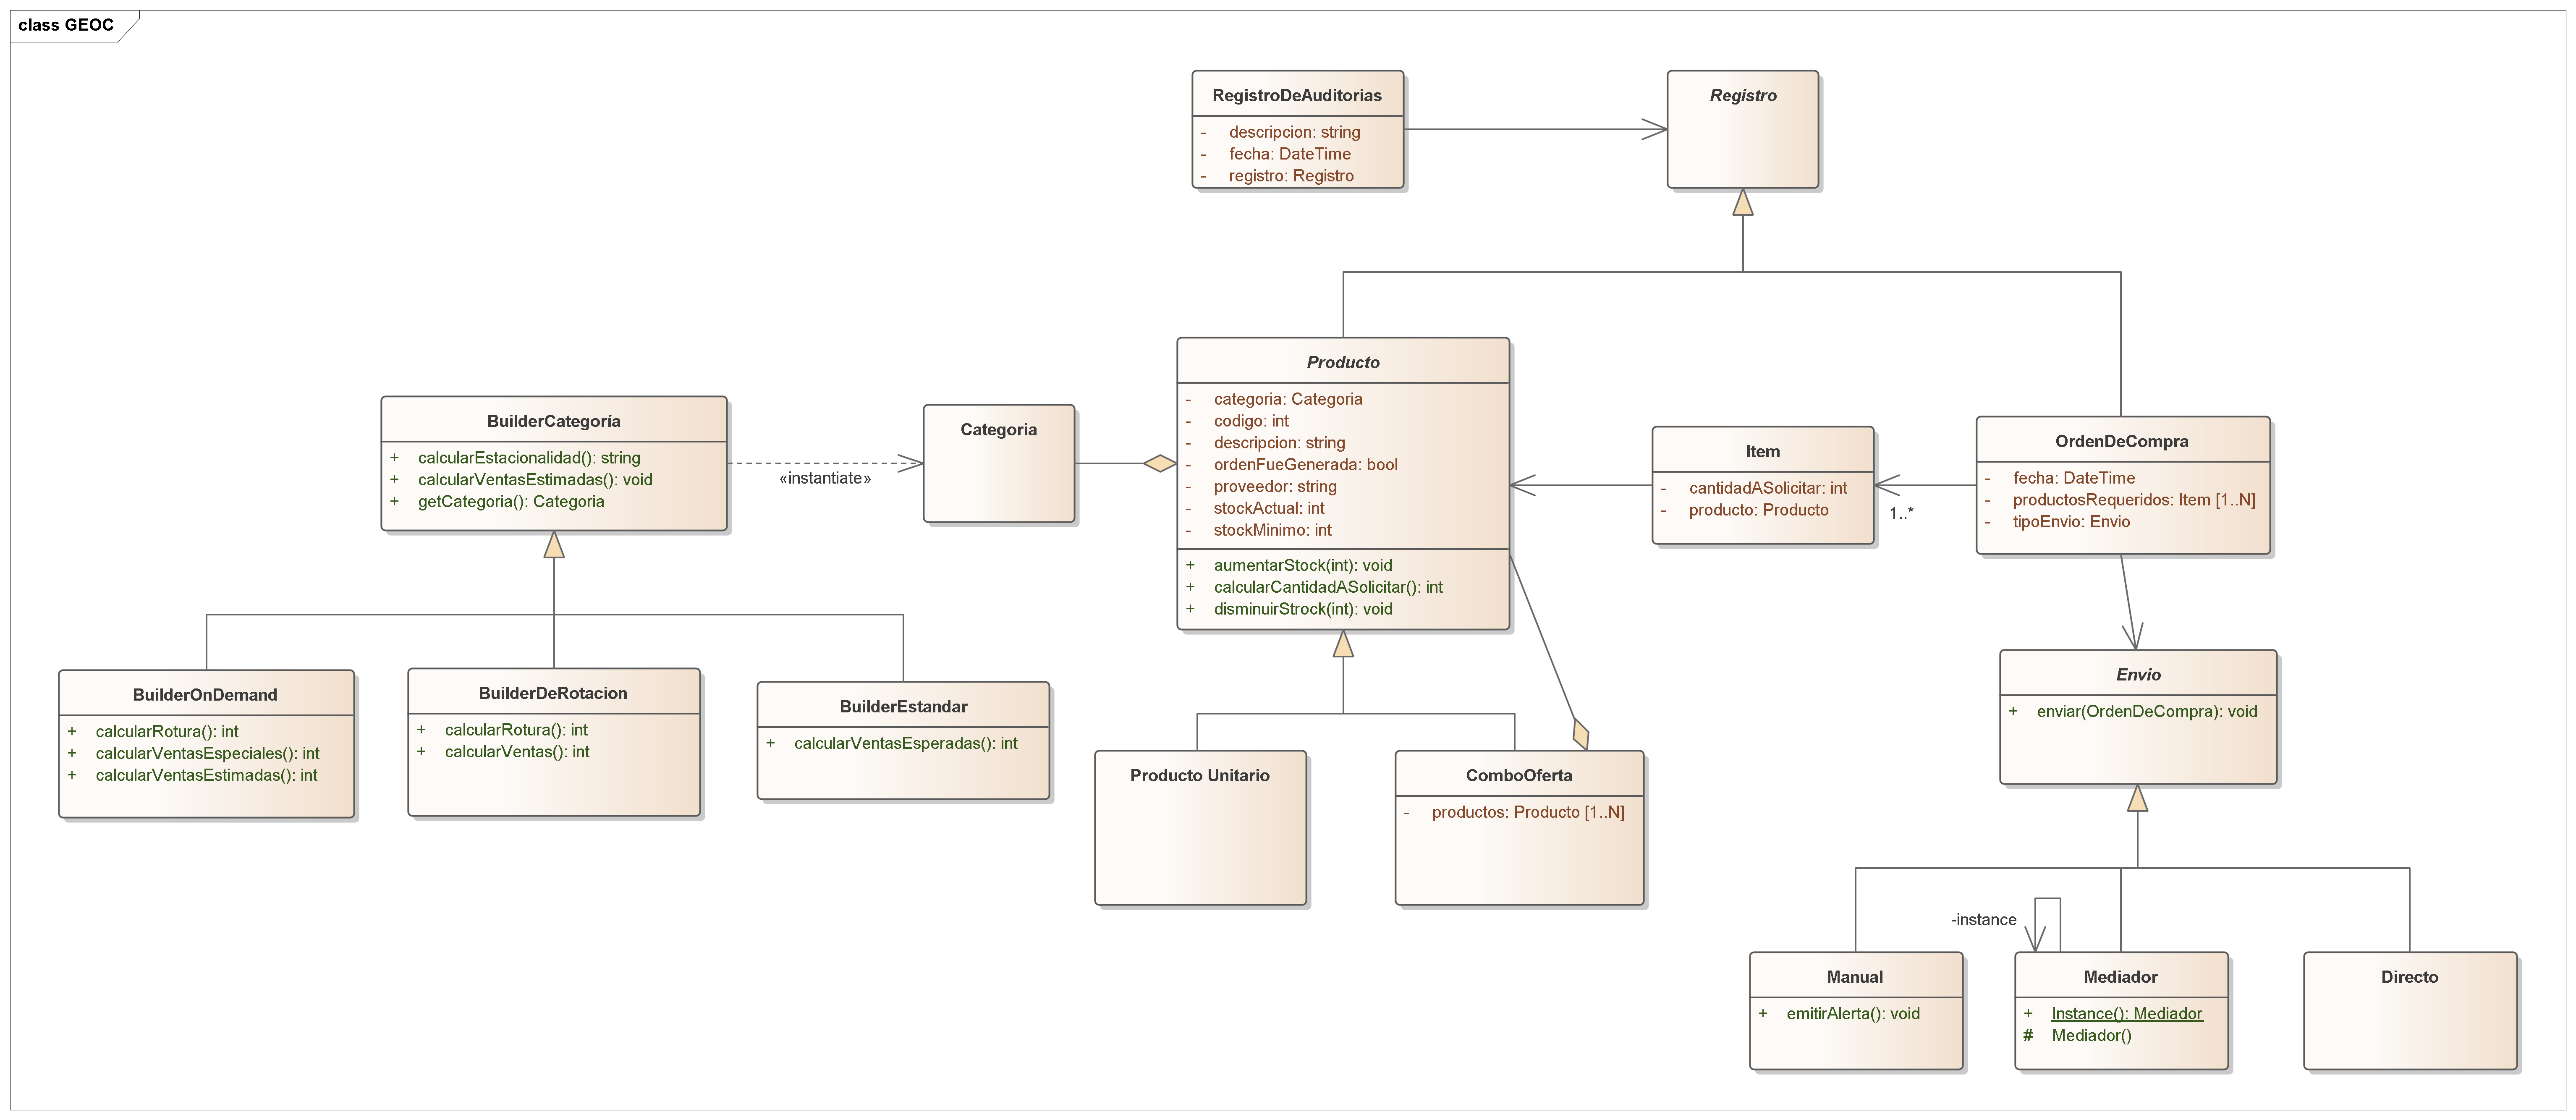 class GEOC
RegistroDeAuditorias
- descripcion: string
- fecha: DateTime
- registro: Registro
Registro
Producto
- categoria: Categoria
- codigo: int
- descripcion: string
- ordenFueGenerada: bool
- proveedor: string
- stockActual: int
- stockMinimo: int
+ aumentarStock(int): void
+ calcularCantidadASolicitar(): int
+ disminuirStrock(int): void
BuilderCategoría
+ calcularEstacionalidad(): string
+ calcularVentasEstimadas(): void
+ getCategoria(): Categoria
«instantiate»
Categoria
Item
- cantidadASolicitar: int
- producto: Producto
1..*
OrdenDeCompra
- fecha: DateTime
- productosRequeridos: Item [1..N]
- tipoEnvio: Envio
BuilderOnDemand
+ calcularRotura(): int
+ calcularVentasEspeciales(): int
+ calcularVentasEstimadas(): int
BuilderDeRotacion
+ calcularRotura(): int
+ calcularVentas(): int
BuilderEstandar
+ calcularVentasEsperadas(): int
Producto Unitario
ComboOferta
- productos: Producto [1..N]
Envio
+ enviar(OrdenDeCompra): void
-instance
Manual
+ emitirAlerta(): void
Mediador
+ Instance(): Mediador
# Mediador()
Directo